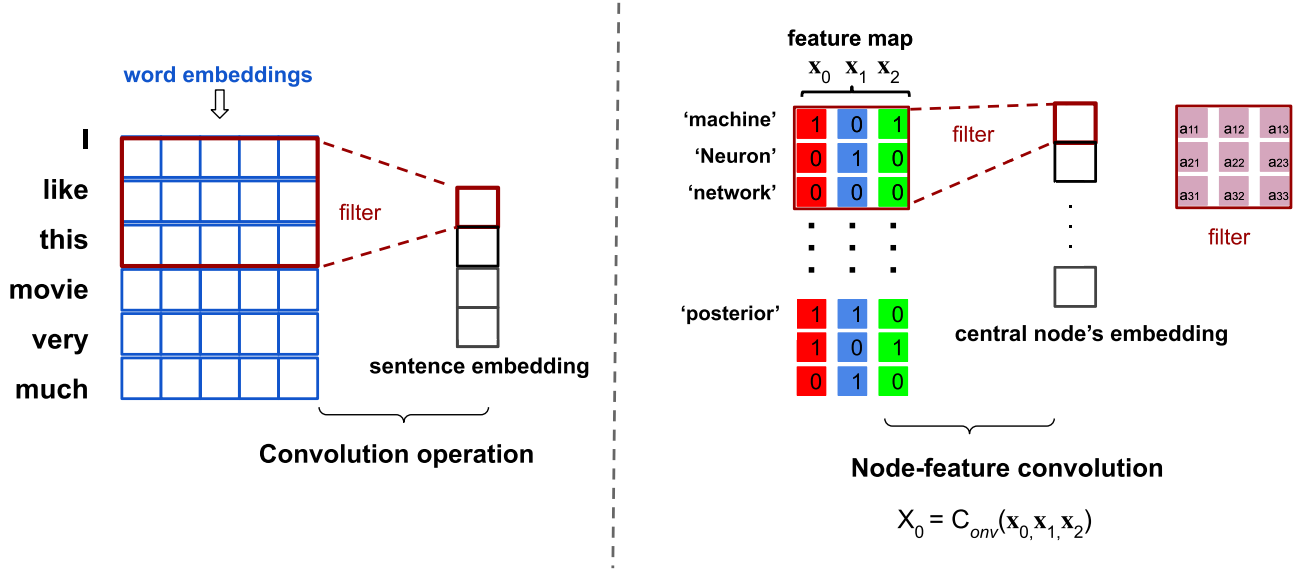 word embeddings
I
like
this
movie
very
much
filter
sentence embedding
Convolution operation
feature map
x0 x1 x2
‘machine’ 1 0 1
‘Neuron’ 0 1 0
‘network’ 0 0 0
‘posterior’ 1 1 0
1 0 1
0 1 0
filter
central node’s embedding
a11 a12 a13
a21 a22 a23
a31 a32 a33
filter
Node-feature convolution
X0 = Conv(x0,x1,x2)